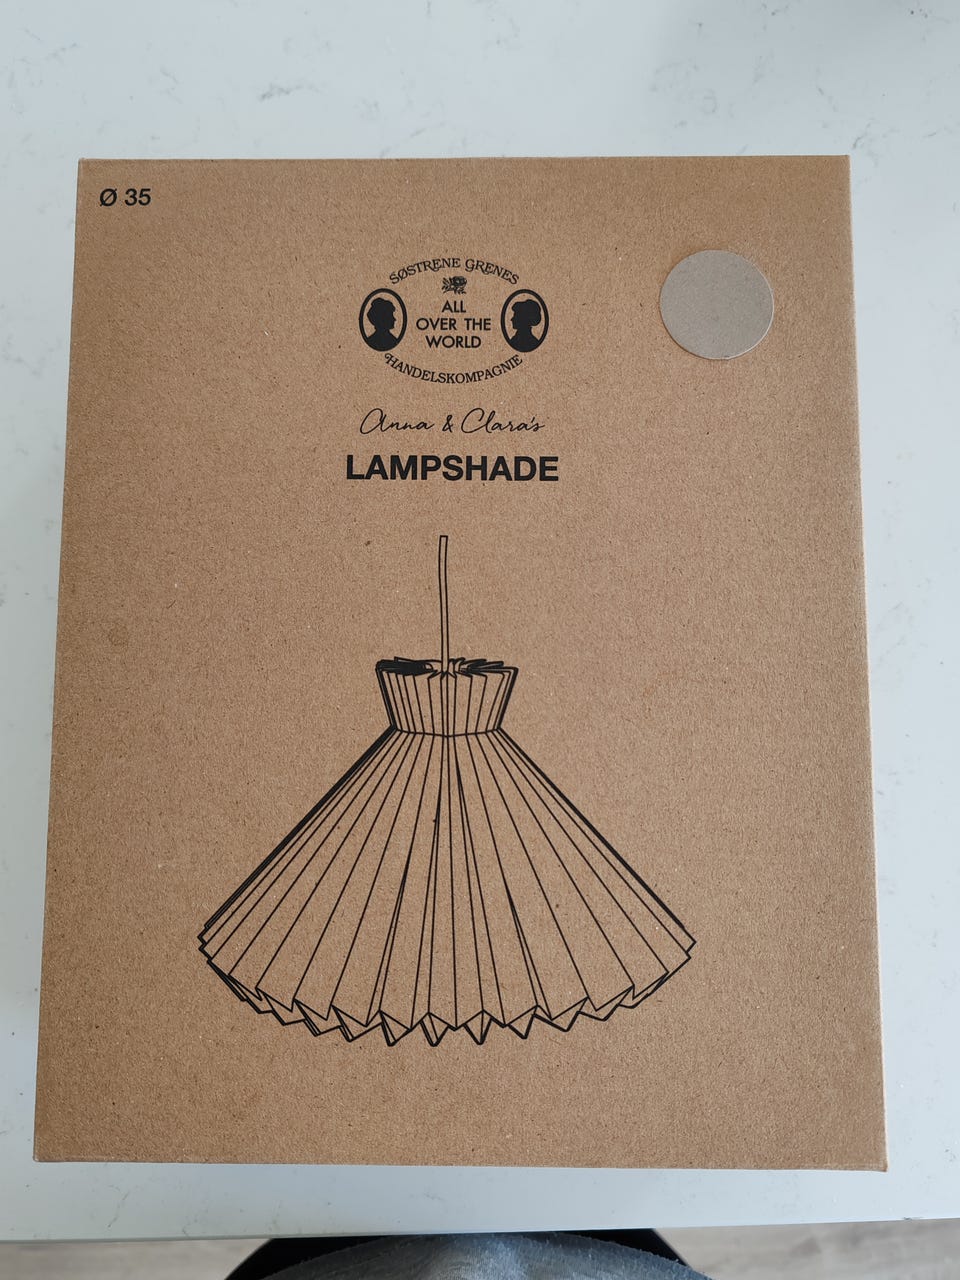 Ø 35
SØSTRENE GRENES
ALL
OVER THE
WORLD
HANDELSKOMPAGNIE
Anna & Clara's
LAMPSHADE